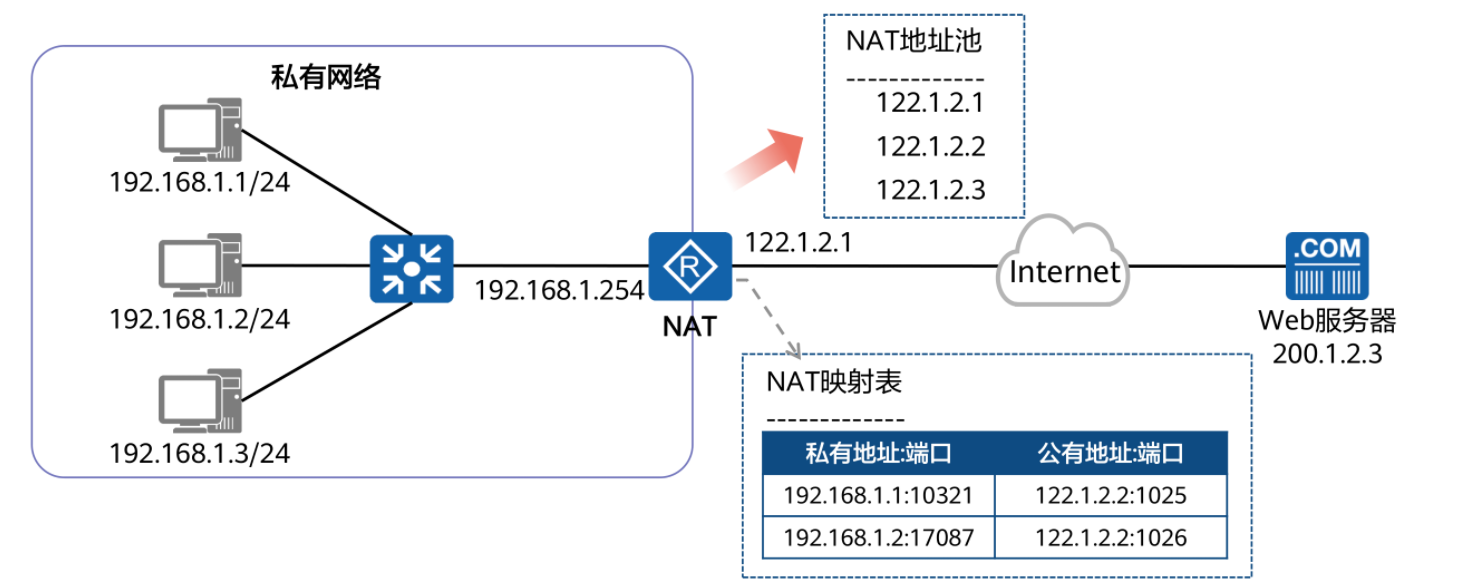 私有网络
192.168.1.1/24
192.168.1.2/24
192.168.1.3/24
192.168.1.254
R
NAT
122.1.2.1
NAT地址池
-------------
122.1.2.1
122.1.2.2
122.1.2.3
Internet
.COM
Web服务器
200.1.2.3
NAT映射表
-------------
私有地址:端口 公有地址:端口
192.168.1.1:10321 122.1.2.2:1025
192.168.1.2:17087 122.1.2.2:1026